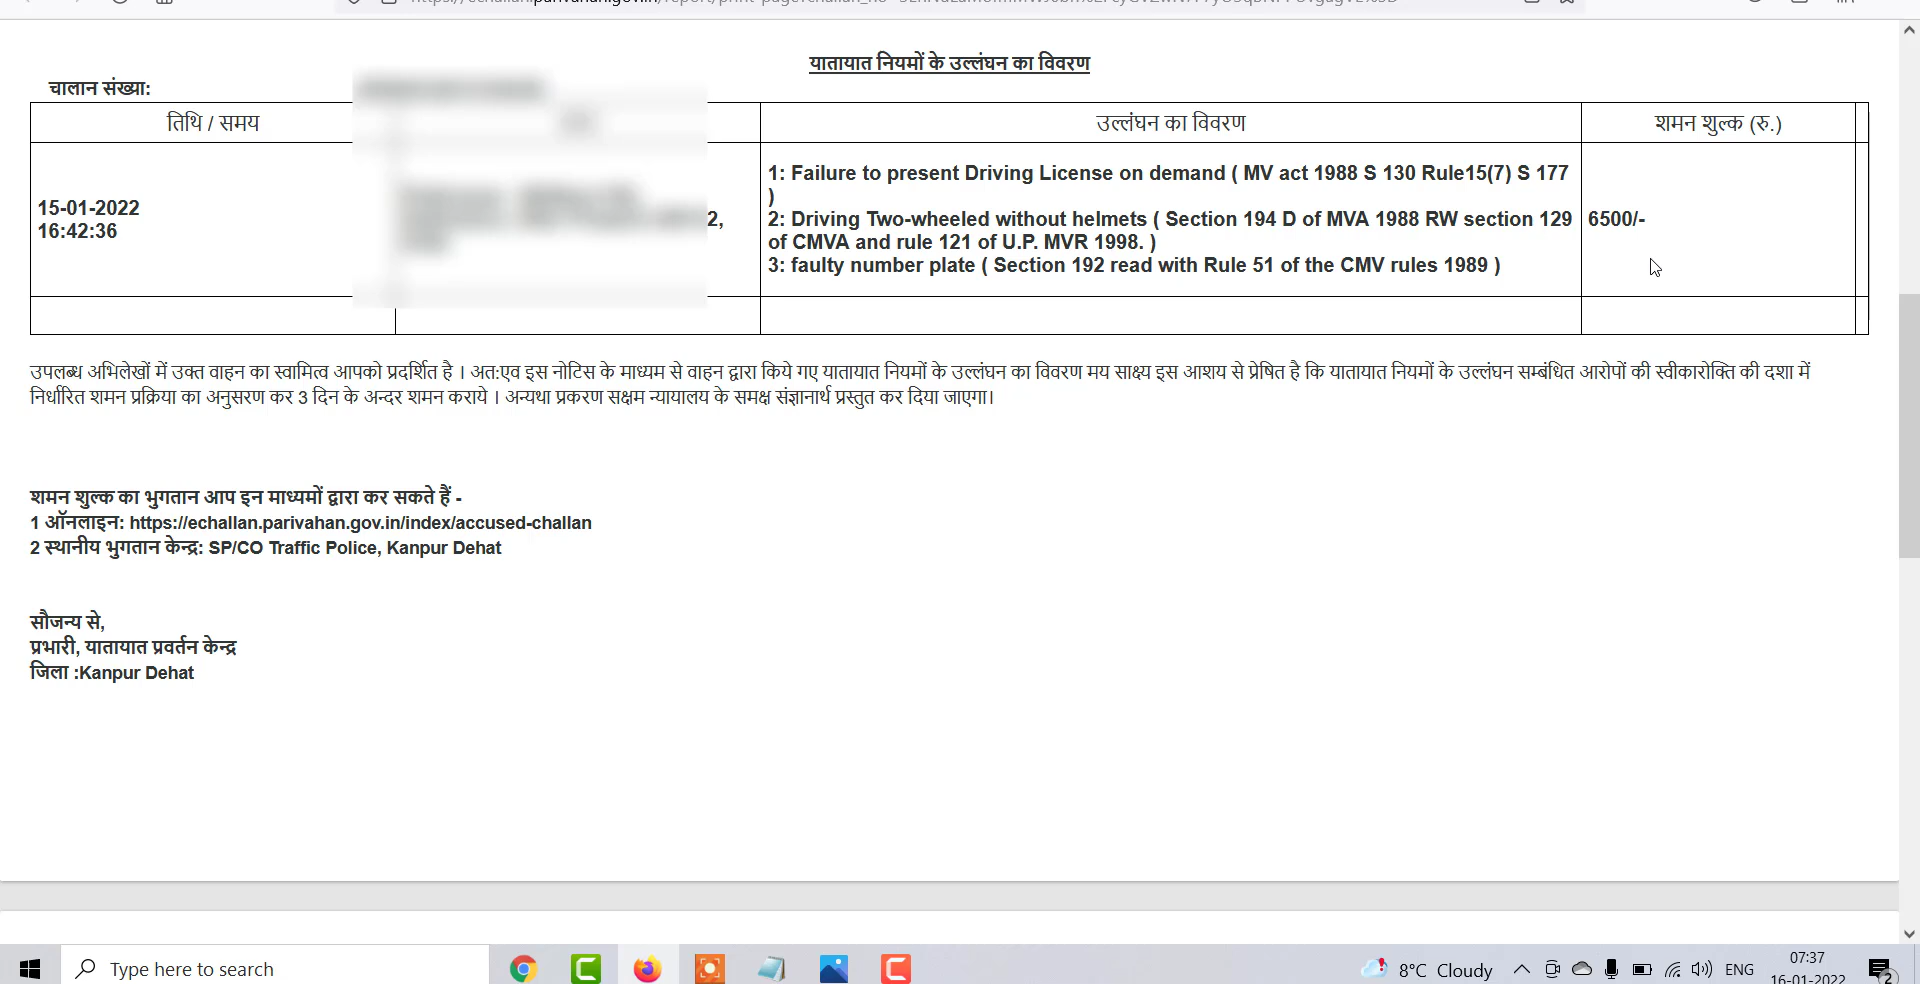 यातायात नियमों के उल्लंघन का विवरण
चालान संख्या:
तिथि / समय
उल्लंघन का विवरण
शमन शुल्क (रु.)
15-01-2022
16:42:36
2,
1: Failure to present Driving License on demand ( MV act 1988 S 130 Rule15(7) S 177
)
2: Driving Two-wheeled without helmets ( Section 194 D of MVA 1988 RW section 129
of CMVA and rule 121 of U.P. MVR 1998. )
3: faulty number plate ( Section 192 read with Rule 51 of the CMV rules 1989 )
6500/-
उपलब्ध अभिलेखों में उक्त वाहन का स्वामित्व आपको प्रदर्शित है । अत:एव इस नोटिस के माध्यम से वाहन द्वारा किये गए यातायात नियमों के उल्लंघन का विवरण मय साक्ष्य इस आशय से प्रेषित है कि यातायात नियमों के उल्लंघन सम्बंधित आरोपों की स्वीकारोक्ति की दशा में
निर्धारित शमन प्रक्रिया का अनुसरण कर 3 दिन के अन्दर शमन कराये । अन्यथा प्रकरण सक्षम न्यायालय के समक्ष संज्ञानार्थ प्रस्तुत कर दिया जाएगा।
शमन शुल्क का भुगतान आप इन माध्यमों द्वारा कर सकते हैं -
1 ऑनलाइन: https://echallan.parivahan.gov.in/index/accused-challan
2 स्थानीय भुगतान केन्द्र: SP/CO Traffic Police, Kanpur Dehat
सौजन्य से,
प्रभारी, यातायात प्रवर्तन केन्द्र
जिला :Kanpur Dehat
Type here to search
8°C Cloudy
ENG
07:37
16-01-2022
2